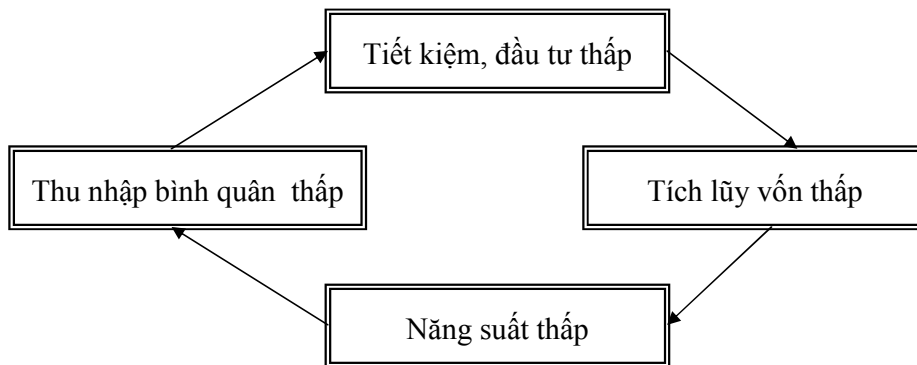 Tiết kiệm, đầu tư thấp
Thu nhập bình quân thấp
Tích lũy vốn thấp
Năng suất thấp